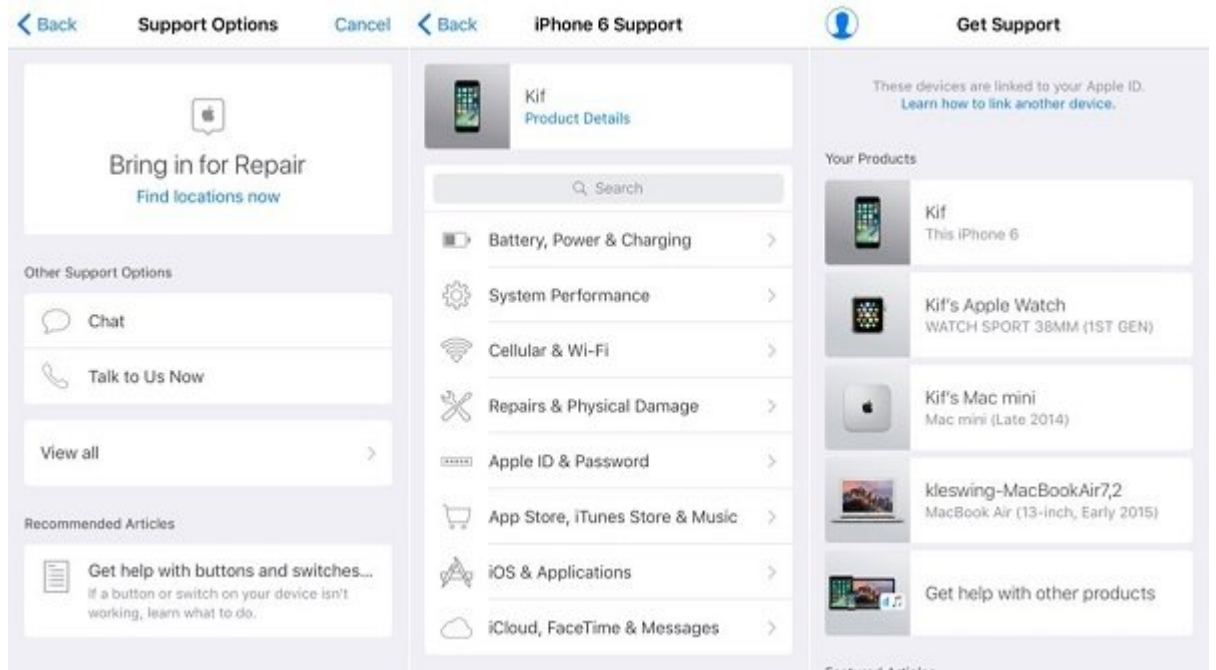 Back
Support Options
Cancel
Bring in for Repair
Find locations now
Other Support Options
Chat
Talk to Us Now
View all
Recommended Articles
Get help with buttons and switches...
If a button or switch on your device isn't
working, learn what to do.
Back
iPhone 6 Support
Kif
Product Details
Search
Battery, Power & Charging
System Performance
Cellular & Wi-Fi
Repairs & Physical Damage
Apple ID & Password
App Store, iTunes Store & Music
iOS & Applications
iCloud, FaceTime & Messages
Get Support
These devices are linked to your Apple ID.
Learn how to link another device.
Your Products
Kif
This iPhone 6
Kif's Apple Watch
WATCH SPORT 38MM (1ST GEN)
Kif's Mac mini
Mac mini (Late 2014)
kleswing-MacBookAir7,2
MacBook Air (13-inch, Early 2015)
Get help with other products